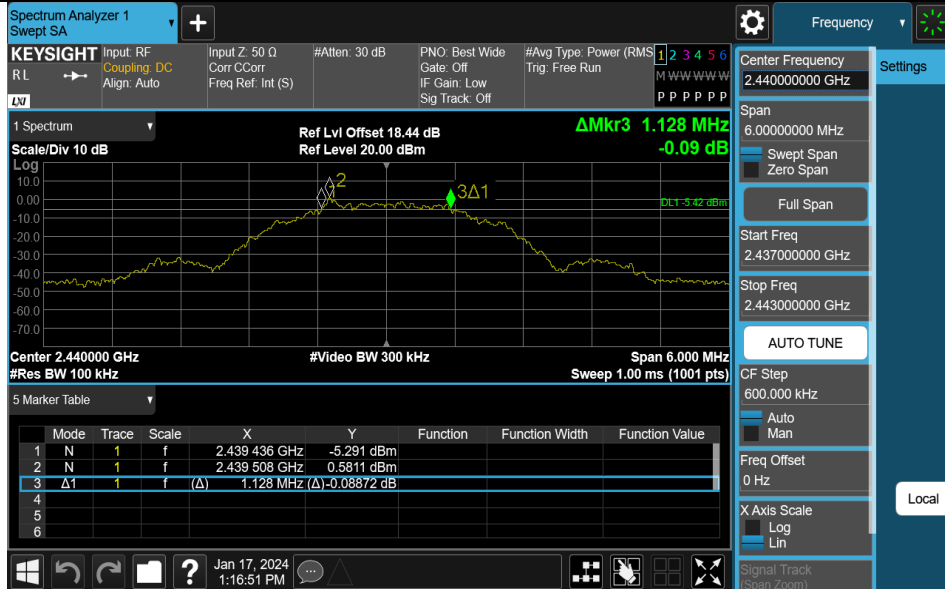 Spectrum Analyzer 1
Swept SA
+
Frequency
KEYSIGHT
RL
LXI
Input: RF
Coupling: DC
Align: Auto
Input Z: 50 Ω
Corr CCorr
Freq Ref: Int (S)
#Atten: 30 dB
PNO: Best Wide
Gate: Off
IF Gain: Low
Sig Track: Off
#Avg Type: Power (RMS
Trig: Free Run
1 2 3 4 5 6
M W W W W W
P P P P P P
1 Spectrum
Scale/Div 10 dB
Ref Lvl Offset 18.44 dB
Ref Level 20.00 dBm
ΔMkr3 1.128 MHz
-0.09 dB
Log
10.0
0.00
-10.0
-20.0
-30.0
-40.0
-50.0
-60.0
-70.0
2
3Δ1
DL1 -5.42 dBm
Center 2.440000 GHz
#Res BW 100 kHz
#Video BW 300 kHz
Span 6.000 MHz
Sweep 1.00 ms (1001 pts)
5 Marker Table
Mode Trace Scale X Y Function Function Width Function Value
1 N 1 f 2.439 436 GHz -5.291 dBm
2 N 1 f 2.439 508 GHz 0.5811 dBm
3 Δ1 1 f (Δ) 1.128 MHz (Δ) -0.08872 dB
4
5
6
Jan 17, 2024
1:16:51 PM
?
Center Frequency
2.440000000 GHz
Span
6.00000000 MHz
Swept Span
Zero Span
Full Span
Start Freq
2.437000000 GHz
Stop Freq
2.443000000 GHz
AUTO TUNE
CF Step
600.000 kHz
Auto
Man
Freq Offset
0 Hz
X Axis Scale
Log
Lin
Signal Track
(Span Zoom)
Settings
Local